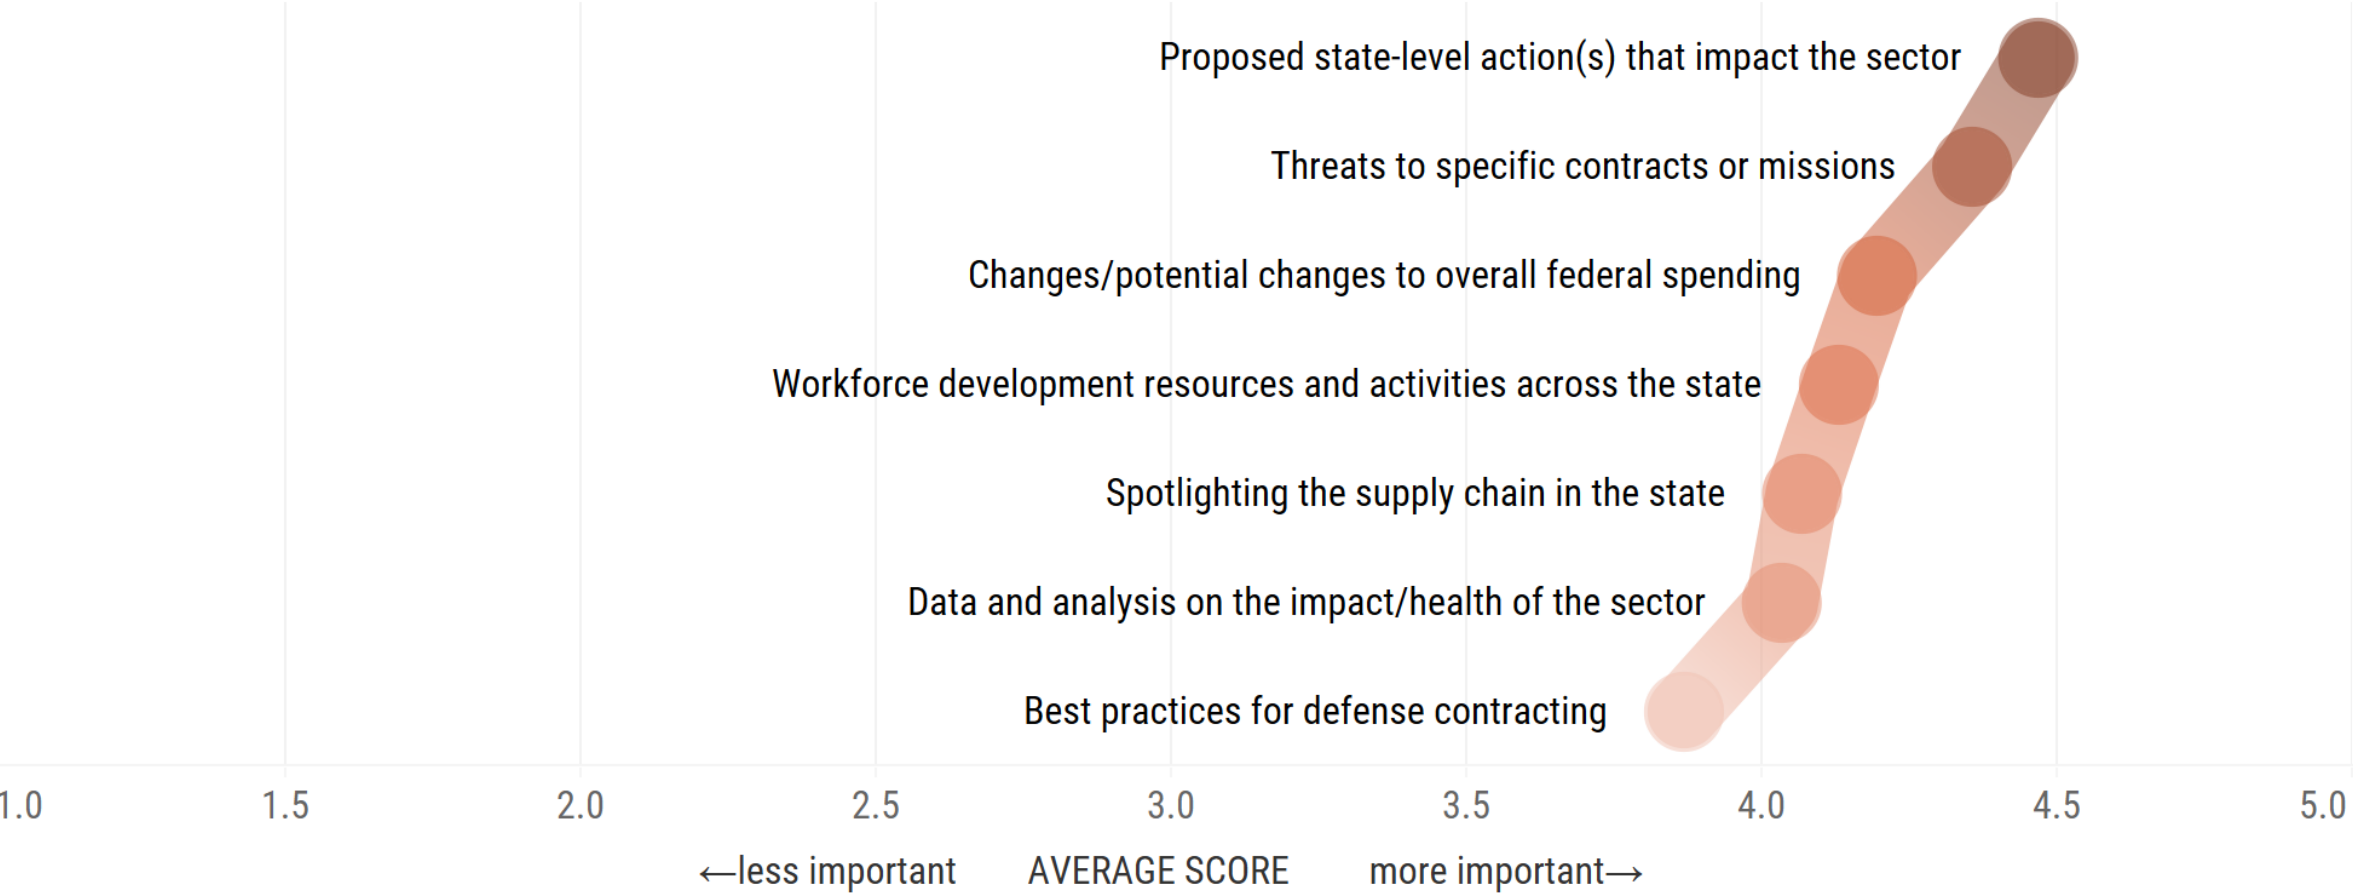 Proposed state-level action(s) that impact the sector
Threats to specific contracts or missions
Changes/potential changes to overall federal spending
Workforce development resources and activities across the state
Spotlighting the supply chain in the state
Data and analysis on the impact/health of the sector
Best practices for defense contracting
1.0 1.5 2.0 2.5 3.0 3.5 4.0 4.5 5.0
←less important AVERAGE SCORE more important→